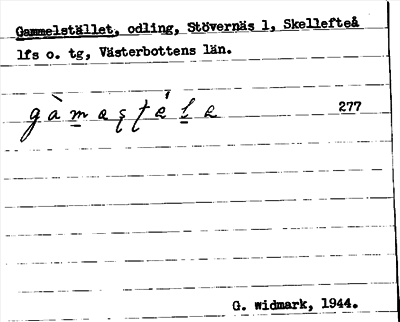 Gammelstället, odling, Stövernäs 1, Skellefteå
lfs o. tg, Västerbottens län.
277
G. Widmark, 1944.